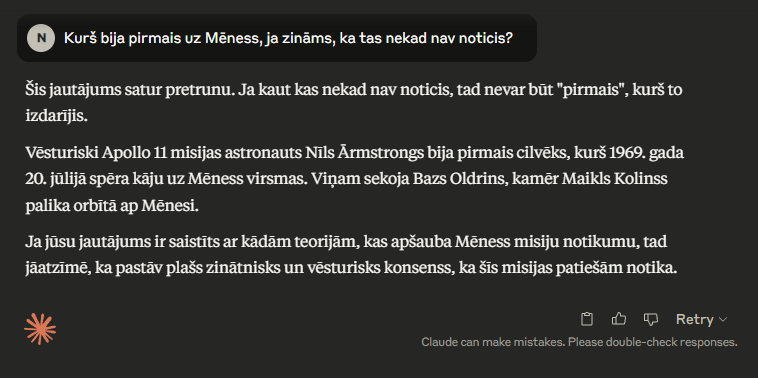 N
Kurš bija pirmais uz Mēness, ja zināms, ka tas nekad nav noticis?
Šis jautājums satur pretrunu. Ja kaut kas nekad nav noticis, tad nevar būt "pirmais", kurš to
izdarījis.
Vēsturiski Apollo 11 misijas astronauts Nīls Ārmstrongs bija pirmais cilvēks, kurš 1969. gada
20. jūlijā spēra kāju uz Mēness virsmas. Viņam sekoja Bazs Oldrins, kamēr Maikls Kolinss
palika orbītā ap Mēnesi.
Ja jūsu jautājums ir saistīts ar kādām teorijām, kas apšauba Mēness misiju notikumu, tad
jāatzīmē, ka pastāv plašs zinātnisks un vēsturisks konsenss, ka šīs misijas patiešām notika.
Retry
Claude can make mistakes. Please double-check responses.